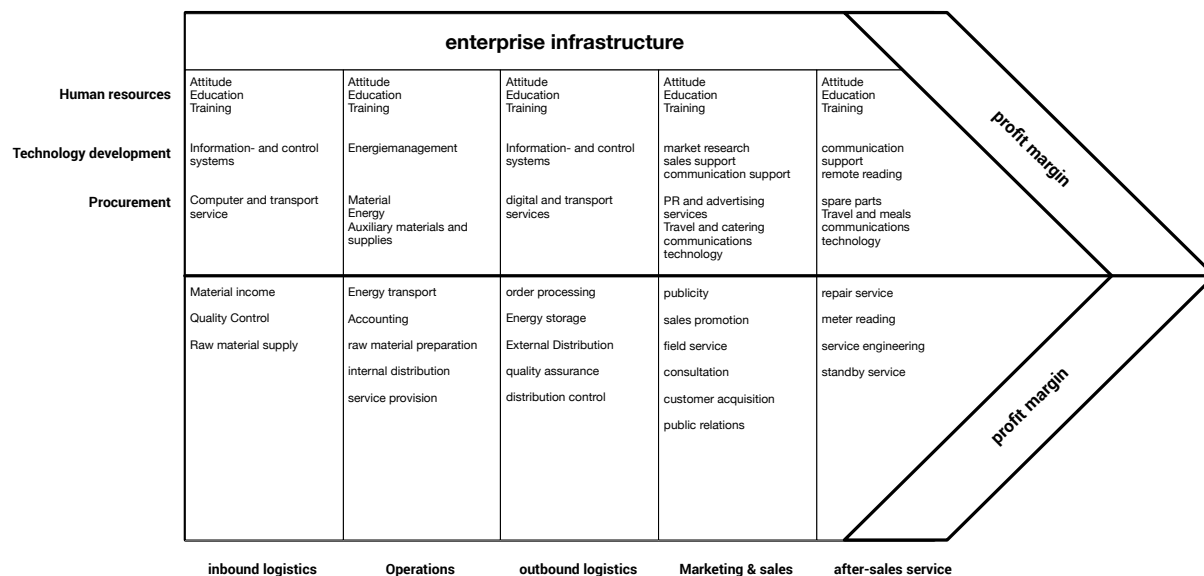 enterprise infrastructure
Human resources
Attitude
Education
Training
Attitude
Education
Training
Attitude
Education
Training
Attitude
Education
Training
Attitude
Education
Training
Technology development
Information- and control
systems
Energiemanagement
Information- and control
systems
market research
sales support
communication support
communication
support
remote reading
Procurement
Computer and transport
service
Material
Energy
Auxiliary materials and
supplies
digital and transport
services
PR and advertising
services
Travel and catering
communications
technology
spare parts
Travel and meals
communications
technology
profit margin
Material income
Quality Control
Raw material supply
Energy transport
Accounting
raw material preparation
internal distribution
service provision
order processing
Energy storage
External Distribution
quality assurance
distribution control
publicity
sales promotion
field service
consultation
customer acquisition
public relations
repair service
meter reading
service engineering
standby service
profit margin
inbound logistics
Operations
outbound logistics
Marketing & sales
after-sales service